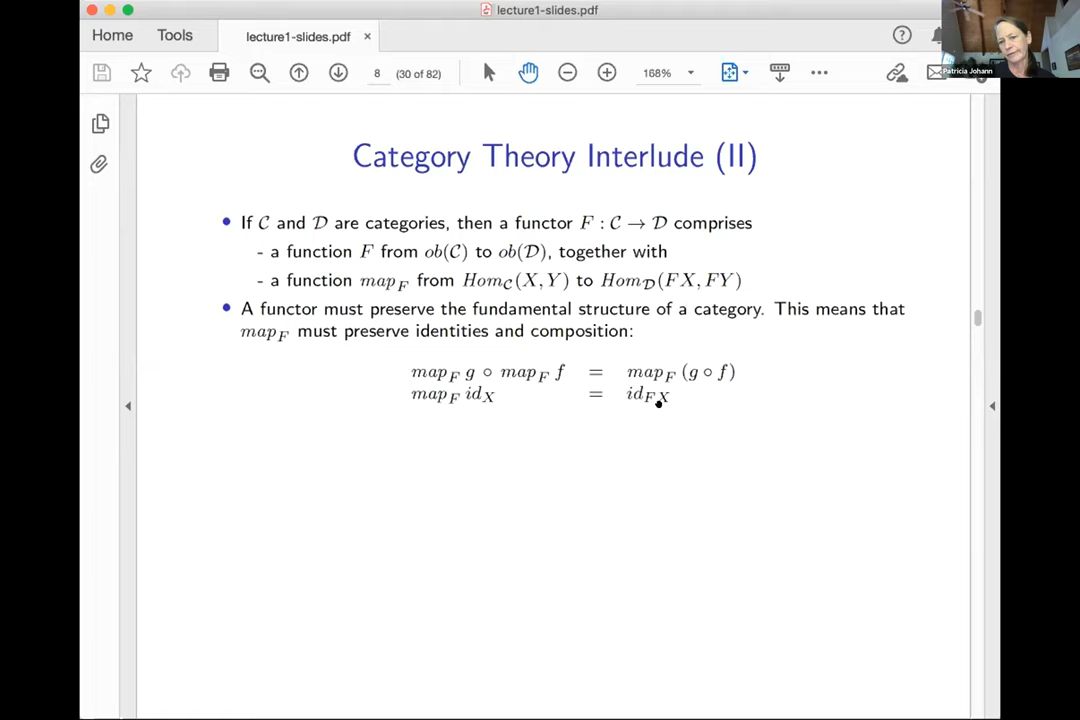 lecture1-slides.pdf
Home Tools lecture1-slides.pdf ×
8 (30 of 82) 168%
Patricia Johann
Category Theory Interlude (II)
• If 𝒞 and 𝒟 are categories, then a functor F : 𝒞 → 𝒟 comprises
- a function F from ob(𝒞) to ob(𝒟), together with
- a function map_F from Hom_𝒞(X, Y) to Hom_𝒟(FX, FY)
• A functor must preserve the fundamental structure of a category. This means that
map_F must preserve identities and composition:
map_F g ∘ map_F f = map_F (g ∘ f)
map_F id_X = id_FX